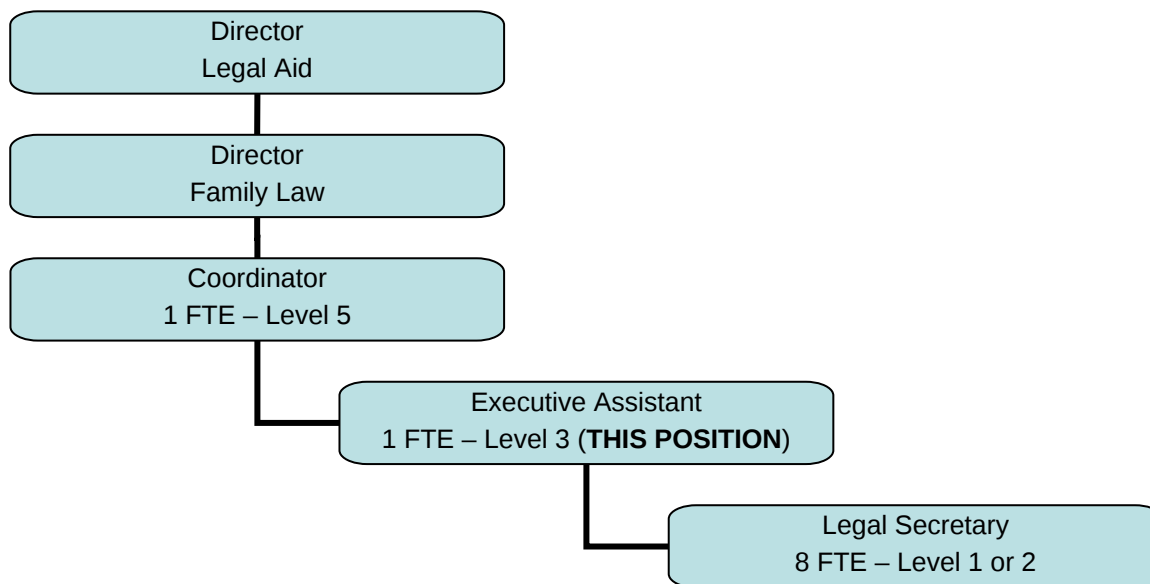 Director
Legal Aid
Director
Family Law
Coordinator
1 FTE – Level 5
Executive Assistant
1 FTE – Level 3 (THIS POSITION)
Legal Secretary
8 FTE – Level 1 or 2